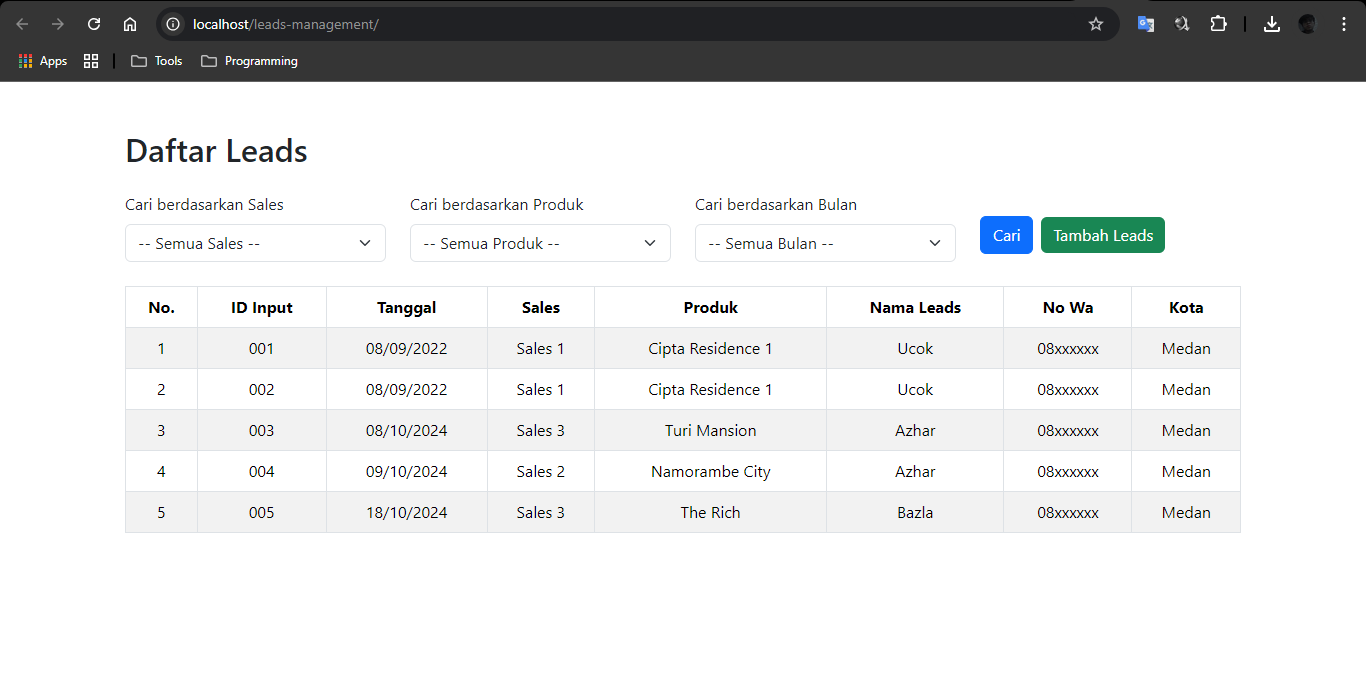 localhost/leads-management/
Apps Tools Programming
Daftar Leads
Cari berdasarkan Sales Cari berdasarkan Produk Cari berdasarkan Bulan
-- Semua Sales -- -- Semua Produk -- -- Semua Bulan -- Cari Tambah Leads
No. ID Input Tanggal Sales Produk Nama Leads No Wa Kota
1 001 08/09/2022 Sales 1 Cipta Residence 1 Ucok 08xxxxxx Medan
2 002 08/09/2022 Sales 1 Cipta Residence 1 Ucok 08xxxxxx Medan
3 003 08/10/2024 Sales 3 Turi Mansion Azhar 08xxxxxx Medan
4 004 09/10/2024 Sales 2 Namorambe City Azhar 08xxxxxx Medan
5 005 18/10/2024 Sales 3 The Rich Bazla 08xxxxxx Medan